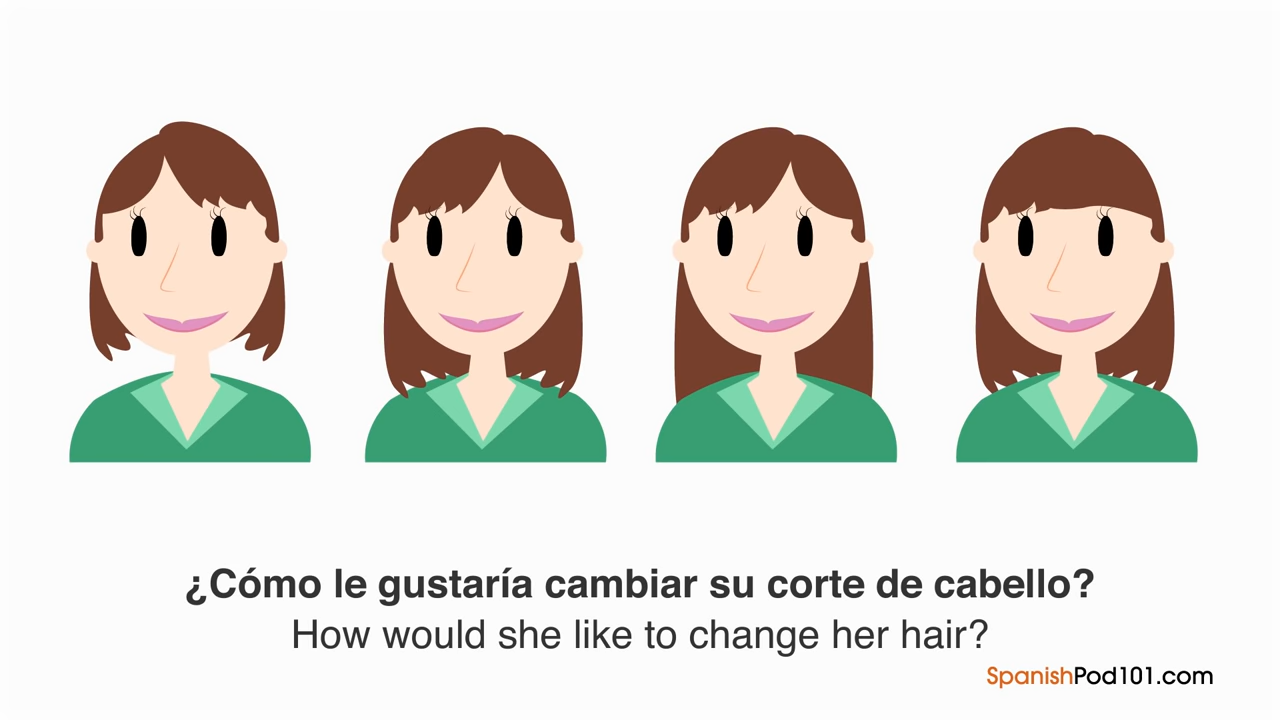 ¿Cómo le gustaría cambiar su corte de cabello?
How would she like to change her hair?
SpanishPod101.com